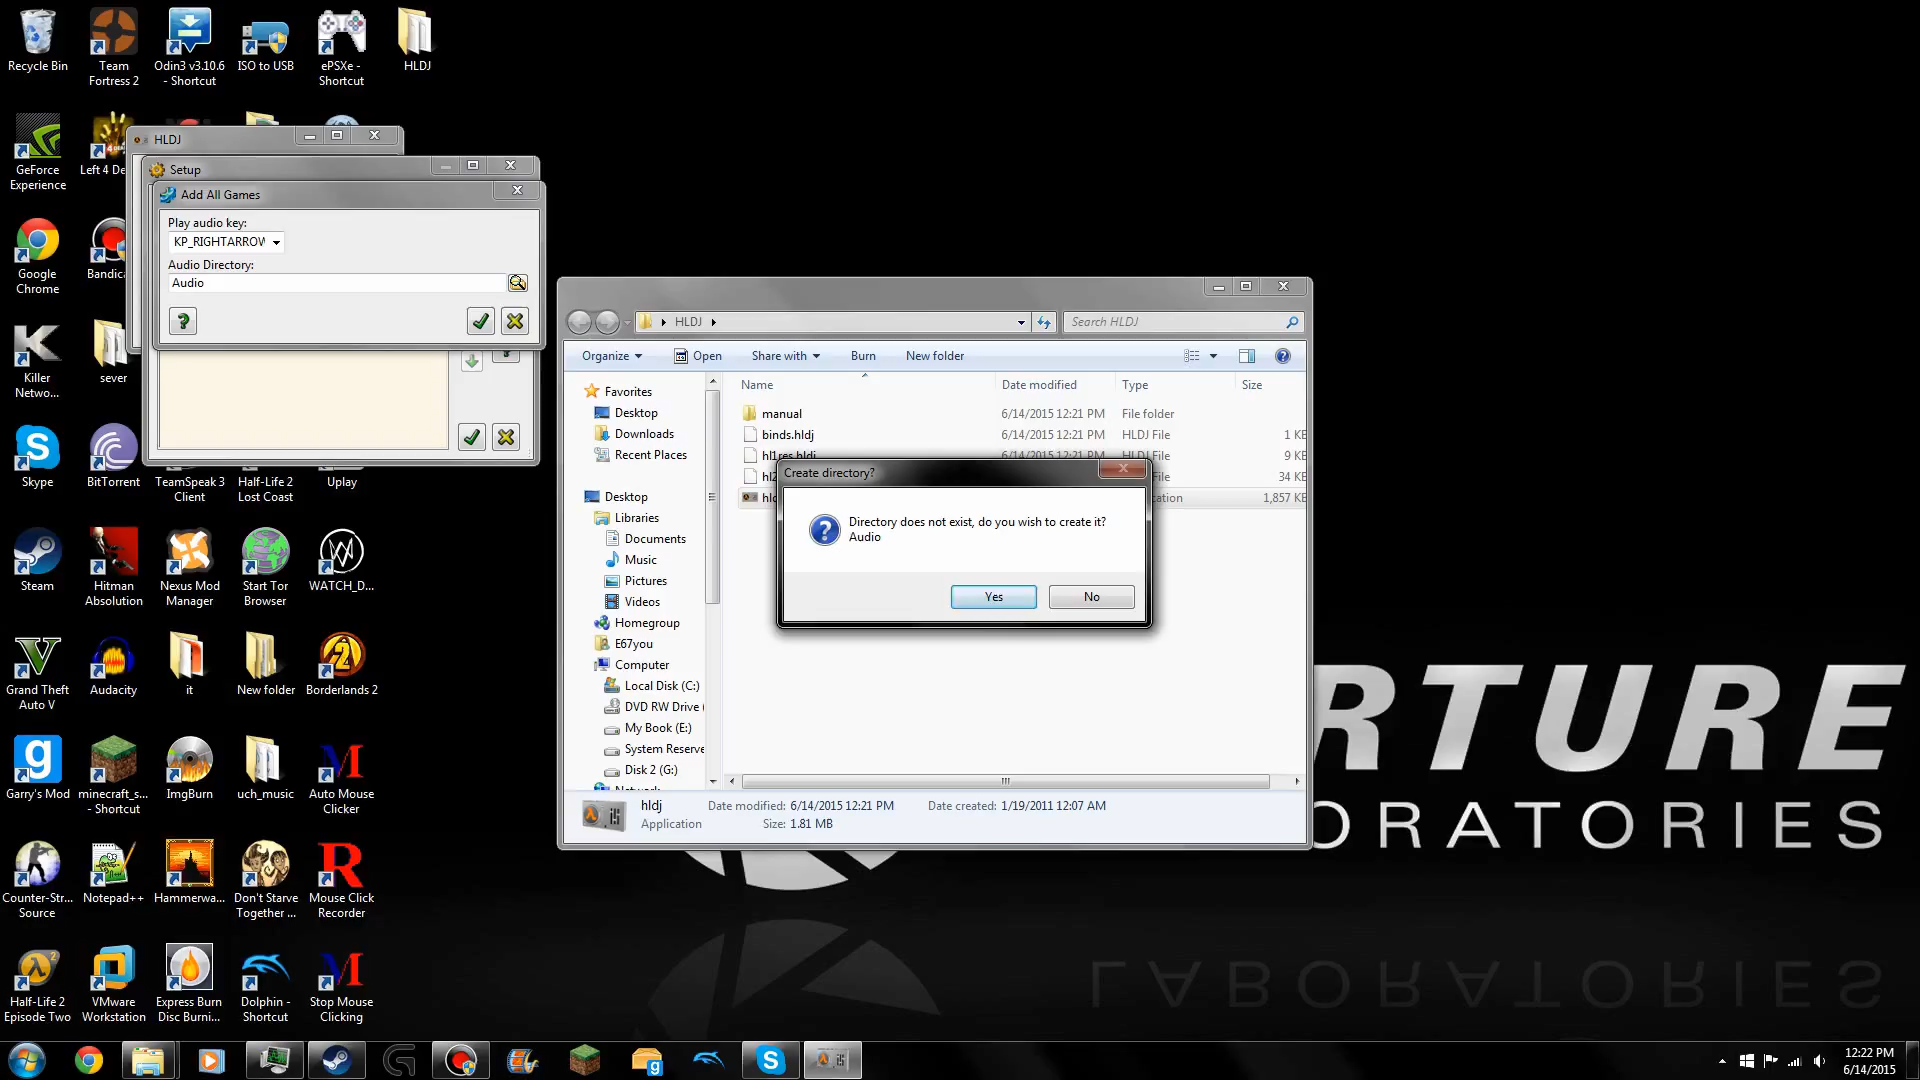 Recycle Bin
Team
Fortress 2
Odin3 v3.10.6
- Shortcut
ISO to USB
ePSXe -
Shortcut
HLDJ
GeForce
Experience
Left 4 De
Google
Chrome
Bandic
Killer
Netwo...
sever
Skype
BitTorrent
TeamSpeak 3
Client
Half-Life 2
Lost Coast
Uplay
Steam
Hitman
Absolution
Nexus Mod
Manager
Start Tor
Browser
WATCH_D...
Grand Theft
Auto V
Audacity
it
New folder
Borderlands 2
Garry's Mod
minecraft_s...
- Shortcut
ImgBurn
uch_music
Auto Mouse
Clicker
Counter-Str...
Source
Notepad++
Hammerwa...
Don't Starve
Together ...
Mouse Click
Recorder
Half-Life 2
Episode Two
VMware
Workstation
Express Burn
Disc Burni...
Dolphin -
Shortcut
Stop Mouse
Clicking
HLDJ
Setup
Add All Games
Play audio key:
KP_RIGHTARROW
Audio Directory:
Audio
HLDJ
Search HLDJ
Organize
Open
Share with
Burn
New folder
Favorites
Desktop
Downloads
Recent Places
Desktop
Libraries
Documents
Music
Pictures
Videos
Homegroup
E67you
Computer
Local Disk (C:)
DVD RW Drive (
My Book (E:)
System Reserve
Disk 2 (G:)
Name Date modified Type Size
manual 6/14/2015 12:21 PM File folder
binds.hldj 6/14/2015 12:21 PM HLDJ File 1 KB
hl1res.hldj 6/14/2015 12:21 PM HLDJ File 9 KB
34 KB
1,857 KB
Create directory?
Directory does not exist, do you wish to create it?
Audio
Yes
No
hldj Date modified: 6/14/2015 12:21 PM Date created: 1/19/2011 12:07 AM
Application Size: 1.81 MB
RTURE
ORATORIES
LABORATORIES
12:22 PM
6/14/2015